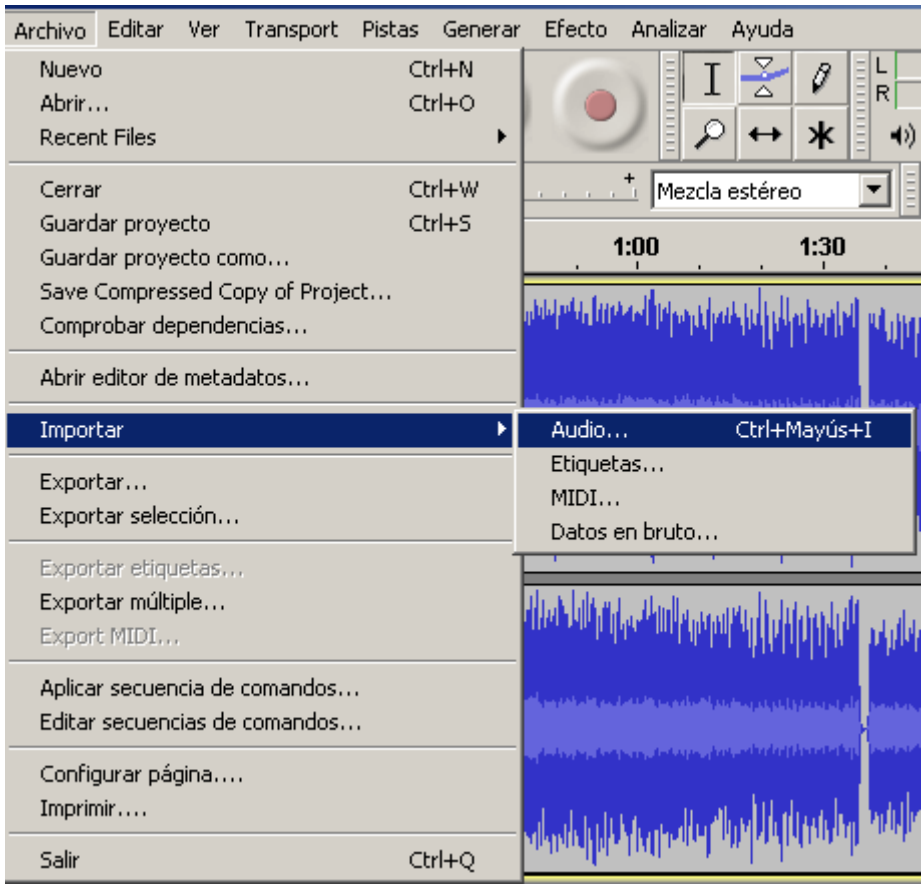 Archivo Editar Ver Transport Pistas Generar Efecto Analizar Ayuda
Nuevo Ctrl+N
Abrir... Ctrl+O
Recent Files
Cerrar Ctrl+W
Guardar proyecto Ctrl+S
Guardar proyecto como...
Save Compressed Copy of Project...
Comprobar dependencias...
Abrir editor de metadatos...
Importar
Exportar...
Exportar selección...
Exportar etiquetas...
Exportar múltiple...
Export MIDI...
Aplicar secuencia de comandos...
Editar secuencias de comandos...
Configurar página....
Imprimir....
Salir Ctrl+Q
Audio... Ctrl+Mayús+I
Etiquetas...
MIDI...
Datos en bruto...
L
R
+
Mezcla estéreo
1:00 1:30